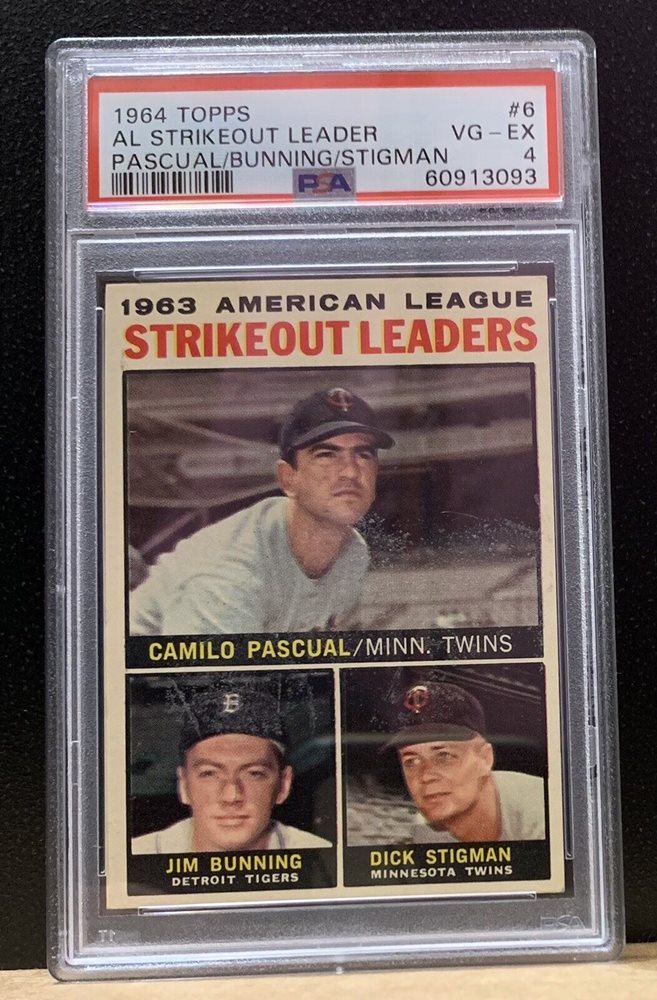 1964 TOPPS #6
AL STRIKEOUT LEADER VG-EX
PASCUAL/BUNNING/STIGMAN 4
PSA 60913093
1963 AMERICAN LEAGUE
STRIKEOUT LEADERS
CAMILO PASCUAL/MINN. TWINS
JIM BUNNING
DETROIT TIGERS
DICK STIGMAN
MINNESOTA TWINS
PSA